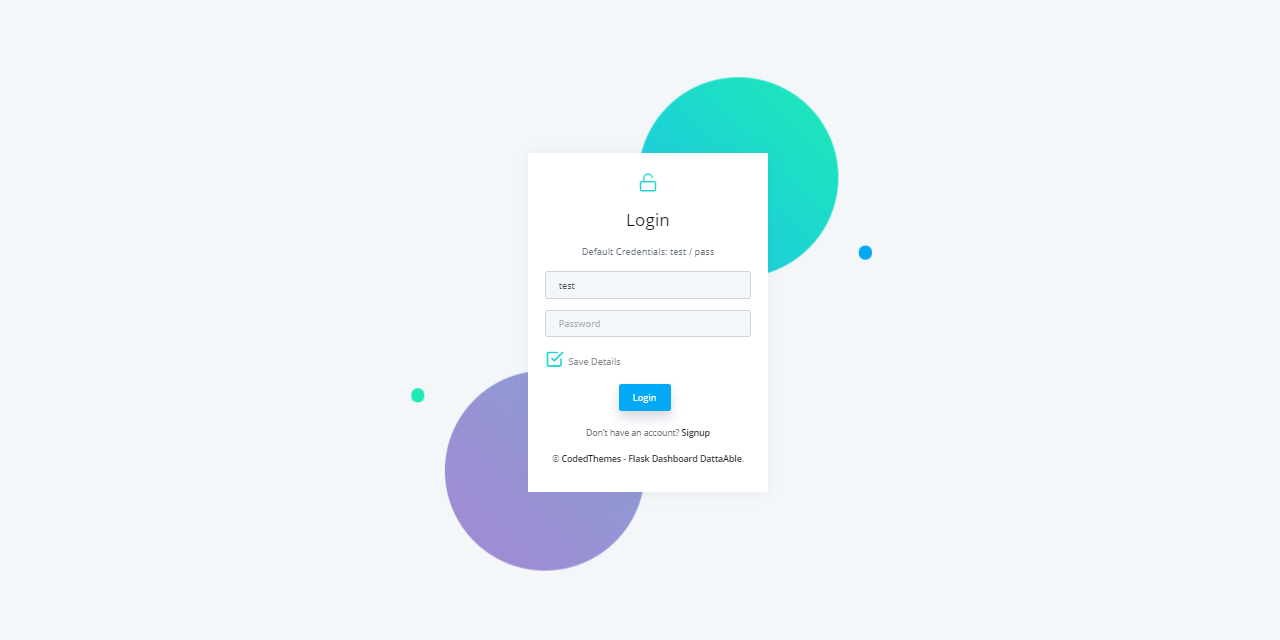 Login
Default Credentials: test / pass
test
Password
Save Details
Login
Don't have an account? Signup
© CodedThemes - Flask Dashboard DattaAble.